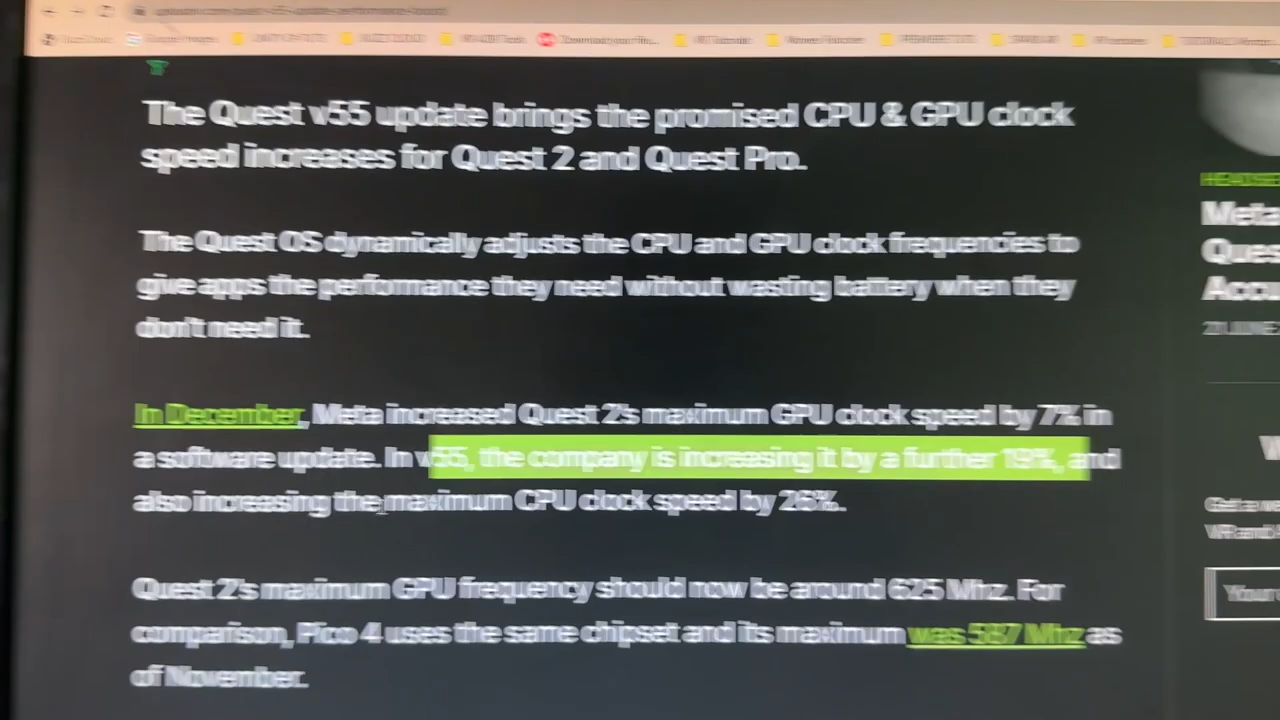 The Quest v55 update brings the promised CPU & GPU clock
speed increases for Quest 2 and Quest Pro.
The Quest OS dynamically adjusts the CPU and GPU clock frequencies to
give apps the performance they need without wasting battery when they
don't need it.
In December, Meta increased Quest 2's maximum GPU clock speed by 7% in
a software update. In v55, the company is increasing it by a further 19%, and
also increasing the maximum CPU clock speed by 26%.
Quest 2's maximum GPU frequency should now be around 625 Mhz. For
comparison, Pico 4 uses the same chipset and its maximum was 587 Mhz as
of November.
Meta
Ques
Accu
Your